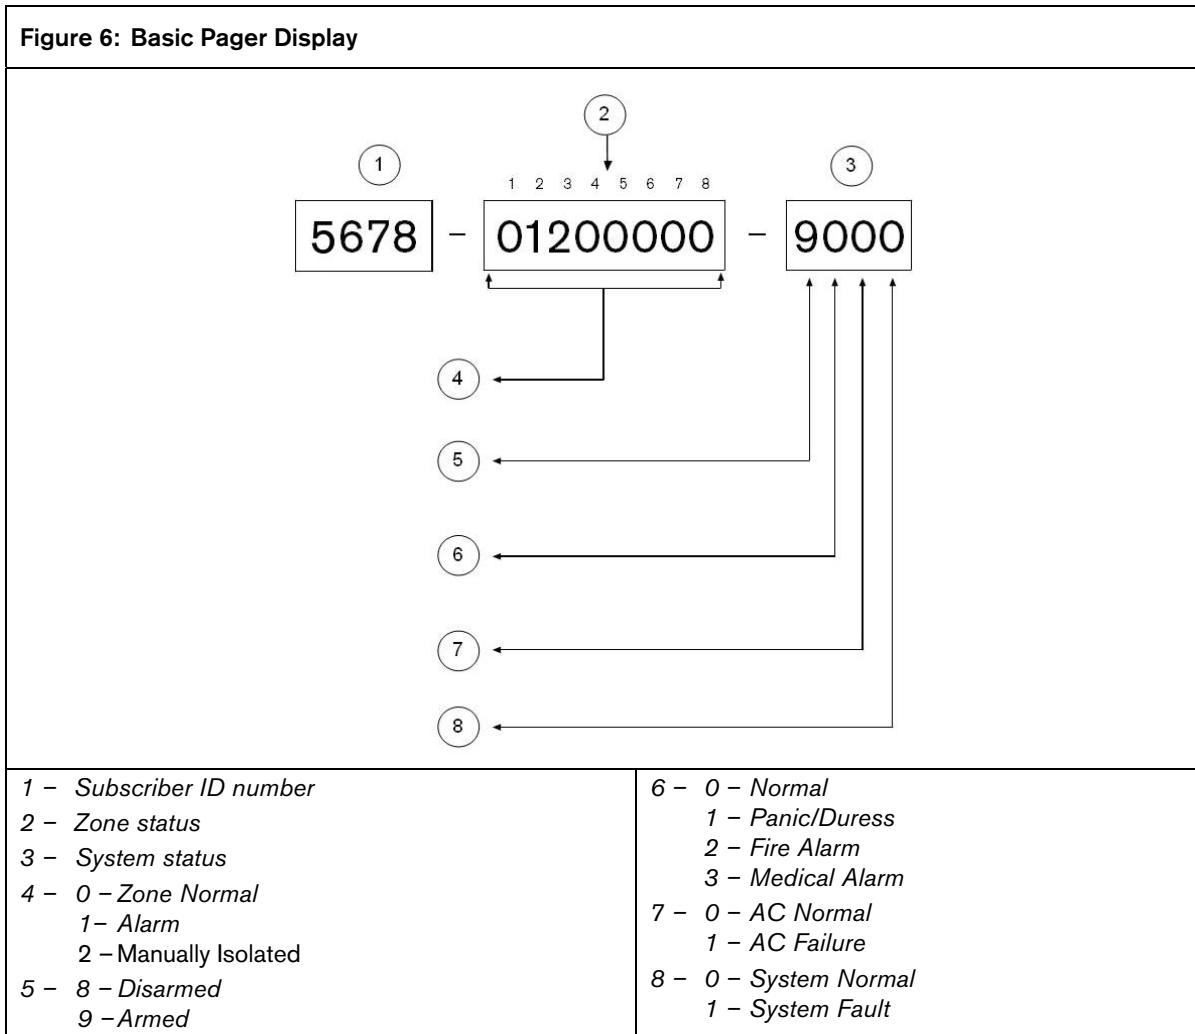 Figure 6: Basic Pager Display
2
1
3
1 2 3 4 5 6 7 8
5678 – 01200000 – 9000
4
5
6
7
8
1 – Subscriber ID number
2 – Zone status
3 – System status
4 – 0 – Zone Normal
1– Alarm
2 – Manually Isolated
5 – 8 – Disarmed
9 – Armed
6 – 0 – Normal
1 – Panic/Duress
2 – Fire Alarm
3 – Medical Alarm
7 – 0 – AC Normal
1 – AC Failure
8 – 0 – System Normal
1 – System Fault